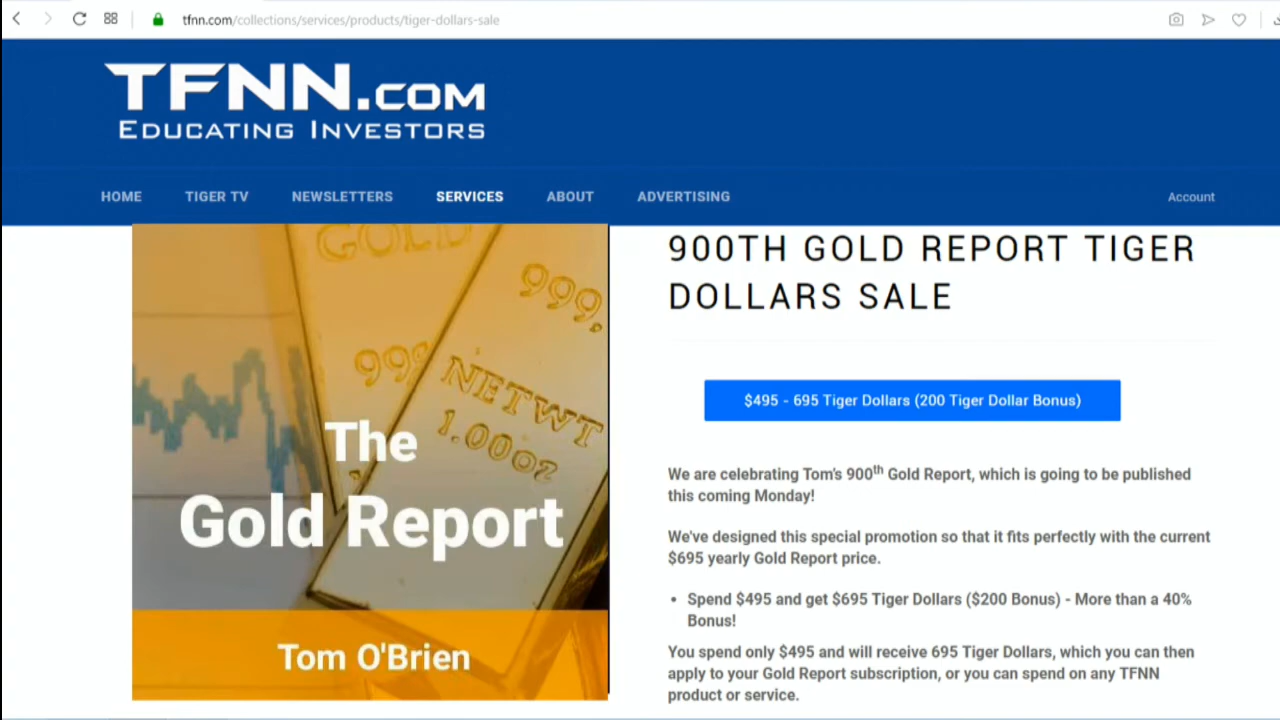 tfnn.com/collections/services/products/tiger-dollars-sale
TFNN.COM
EDUCATING INVESTORS
HOME
TIGER TV
NEWSLETTERS
SERVICES
ABOUT
ADVERTISING
Account
GOLD
999.
999
NETWT
1.00oz
The
Gold Report
Tom O'Brien
900TH GOLD REPORT TIGER
DOLLARS SALE
$495 - 695 Tiger Dollars (200 Tiger Dollar Bonus)
We are celebrating Tom's 900th Gold Report, which is going to be published
this coming Monday!
We've designed this special promotion so that it fits perfectly with the current
$695 yearly Gold Report price.
• Spend $495 and get $695 Tiger Dollars ($200 Bonus) - More than a 40%
Bonus!
You spend only $495 and will receive 695 Tiger Dollars, which you can then
apply to your Gold Report subscription, or you can spend on any TFNN
product or service.